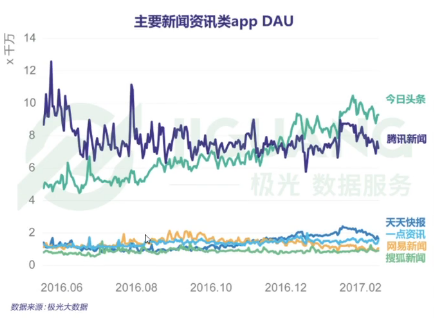 主要新闻资讯类app DAU
x 千万
14
12
10
8
6
4
2
0
今日头条
腾讯新闻
天天快报
一点资讯
网易新闻
搜狐新闻
JIGUANG
极光 数据服务
2016.06
2016.08
2016.10
2016.12
2017.02
数据来源:极光大数据